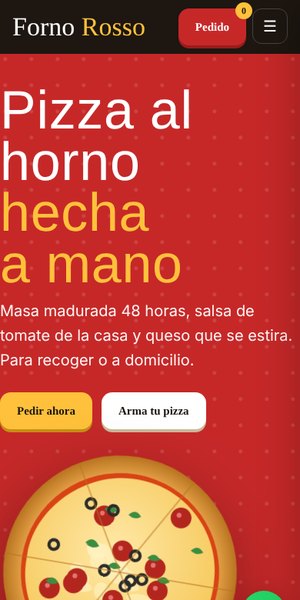 Forno Rosso
Pedido
0
☰
Pizza al
horno
hecha
a mano
Masa madurada 48 horas, salsa de
tomate de la casa y queso que se estira.
Para recoger o a domicilio.
Pedir ahora
Arma tu pizza